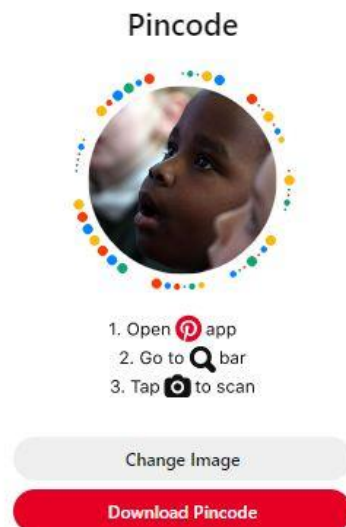 Pincode
1. Open app
2. Go to bar
3. Tap to scan
Change Image
Download Pincode